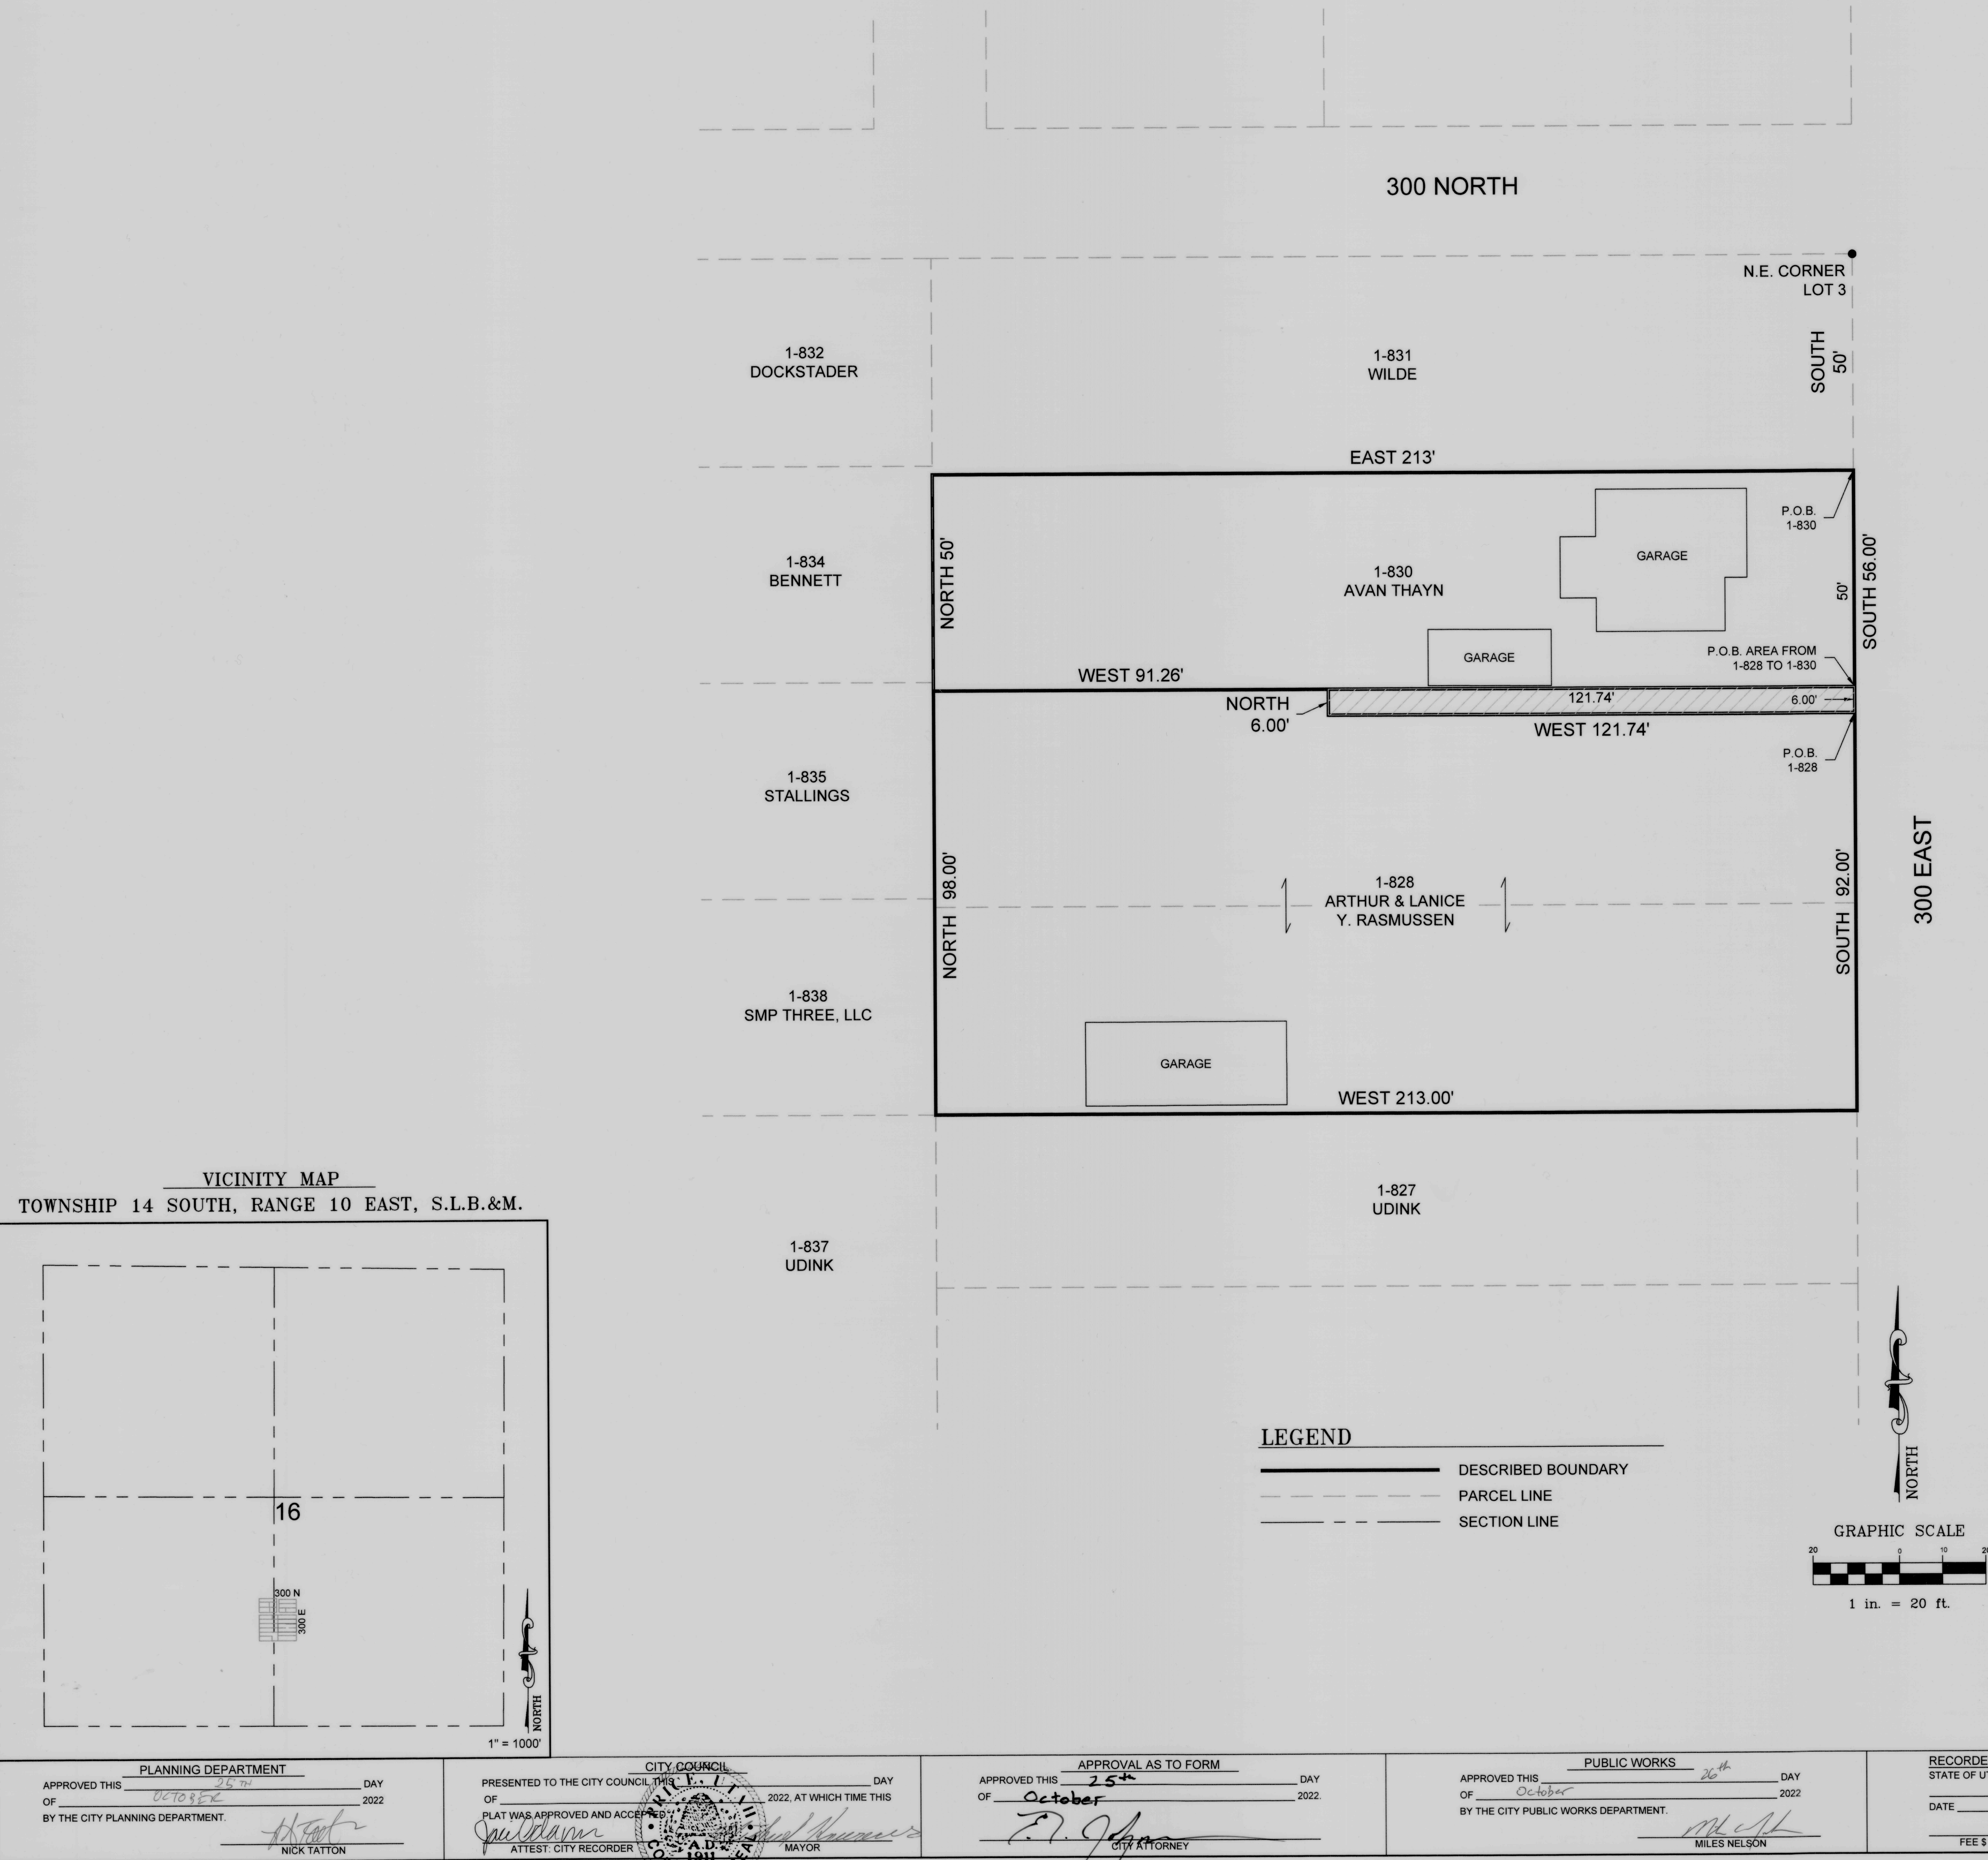 300 NORTH
N.E. CORNER
LOT 3
SOUTH
50'
1-832
DOCKSTADER
1-831
WILDE
EAST 213'
P.O.B.
1-830
1-834
BENNETT
NORTH 50'
1-830
AVAN THAYN
GARAGE
50'
SOUTH 56.00'
GARAGE
P.O.B. AREA FROM
1-828 TO 1-830
WEST 91.26'
NORTH
6.00'
121.74'
6.00'
WEST 121.74'
P.O.B.
1-828
1-835
STALLINGS
NORTH 98.00'
1-828
ARTHUR & LANICE
Y. RASMUSSEN
SOUTH 92.00'
300 EAST
1-838
SMP THREE, LLC
GARAGE
WEST 213.00'
1-827
UDINK
1-837
UDINK
VICINITY MAP
TOWNSHIP 14 SOUTH, RANGE 10 EAST, S.L.B.&M.
16
300 N
300 E
NORTH
1" = 1000'
LEGEND
DESCRIBED BOUNDARY
PARCEL LINE
SECTION LINE
NORTH
GRAPHIC SCALE
20 0 10
1 in. = 20 ft.
PLANNING DEPARTMENT
APPROVED THIS 25TH DAY
OF OCTOBER 2022
BY THE CITY PLANNING DEPARTMENT.
NICK TATTON
CITY COUNCIL
PRESENTED TO THE CITY COUNCIL THIS DAY
OF 2022, AT WHICH TIME THIS
PLAT WAS APPROVED AND ACCEPTED.
ATTEST: CITY RECORDER
MAYOR
PRICE, UTAH
A.D.
1911
APPROVAL AS TO FORM
APPROVED THIS 25th DAY
OF October 2022.
CITY ATTORNEY
PUBLIC WORKS
APPROVED THIS 26th DAY
OF October 2022
BY THE CITY PUBLIC WORKS DEPARTMENT.
MILES NELSON
RECORDE
STATE OF U
DATE
FEE $